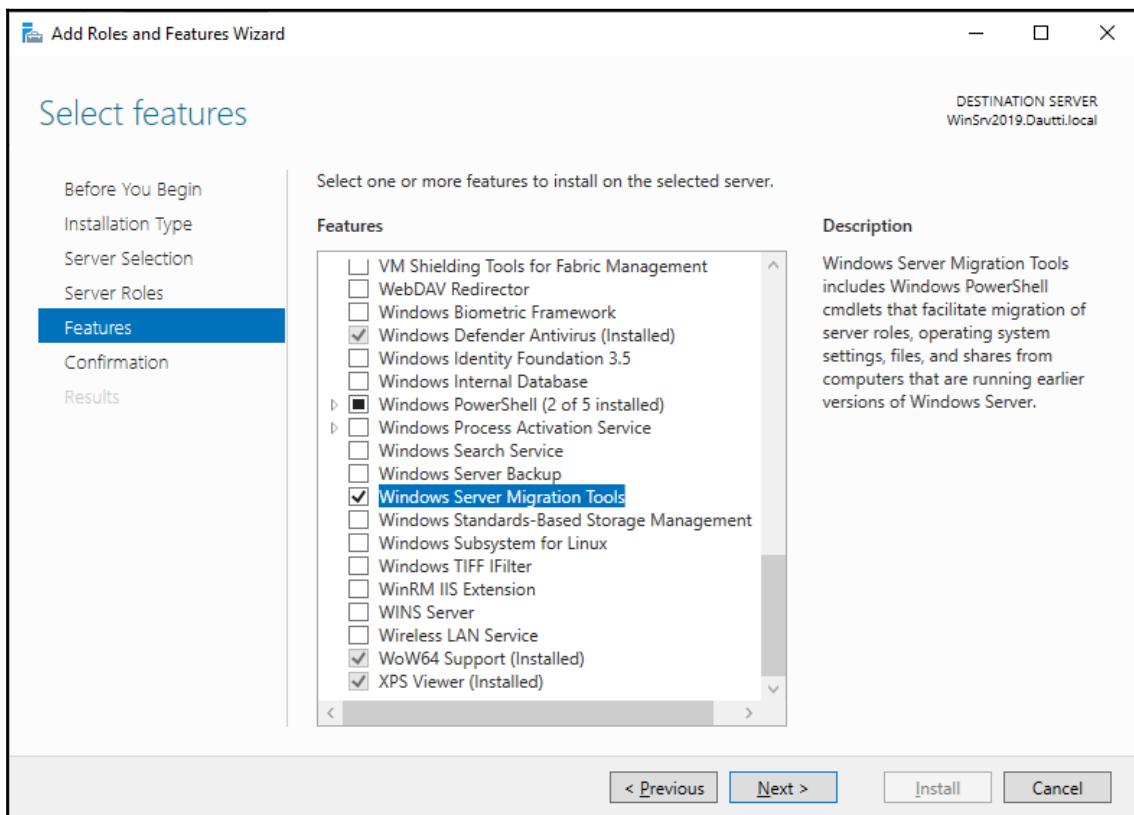 Add Roles and Features Wizard
Select features
DESTINATION SERVER
WinSrv2019.Dautti.local
Before You Begin
Installation Type
Server Selection
Server Roles
Features
Confirmation
Results
Select one or more features to install on the selected server.
Features
VM Shielding Tools for Fabric Management
WebDAV Redirector
Windows Biometric Framework
Windows Defender Antivirus (Installed)
Windows Identity Foundation 3.5
Windows Internal Database
Windows PowerShell (2 of 5 installed)
Windows Process Activation Service
Windows Search Service
Windows Server Backup
Windows Server Migration Tools
Windows Standards-Based Storage Management
Windows Subsystem for Linux
Windows TIFF IFilter
WinRM IIS Extension
WINS Server
Wireless LAN Service
WoW64 Support (Installed)
XPS Viewer (Installed)
Description
Windows Server Migration Tools
includes Windows PowerShell
cmdlets that facilitate migration of
server roles, operating system
settings, files, and shares from
computers that are running earlier
versions of Windows Server.
< Previous
Next >
Install
Cancel